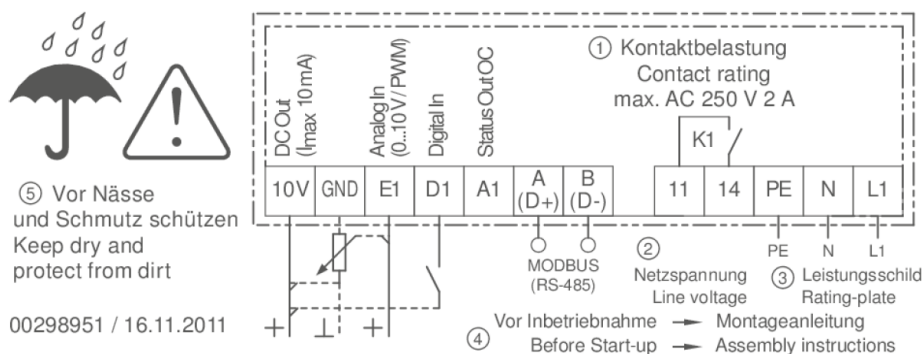 ① Kontaktbelastung
Contact rating
max. AC 250 V 2 A
DC Out
(Imax 10 mA)
Analog In
(0...10 V / PWM)
Digital In
Status Out OC
K1
10V GND E1 D1 A1 A (D+) B (D-) 11 14 PE N L1
⑤ Vor Nässe
und Schmutz schützen
Keep dry and
protect from dirt
MODBUS
(RS-485)
②
Netzspannung
Line voltage
PE N L1
③ Leistungsschild
Rating-plate
00298951 / 16.11.2011
④ Vor Inbetriebnahme → Montageanleitung
Before Start-up → Assembly instructions
+ ⊥ +